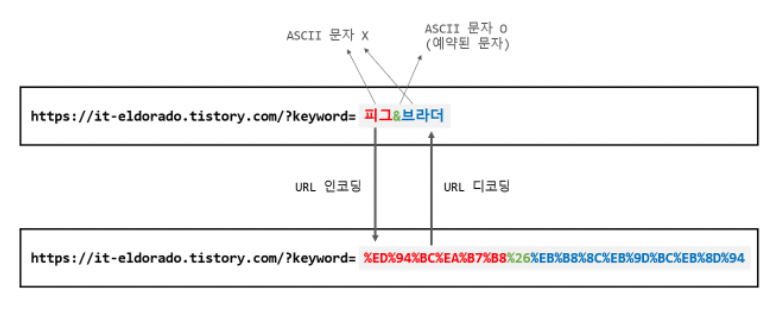 ASCII 문자 X
ASCII 문자 O
(예약된 문자)
https://it-eldorado.tistory.com/?keyword= 피그&브라더
URL 인코딩
URL 디코딩
https://it-eldorado.tistory.com/?keyword= %ED%94%BC%EA%B7%B8%26%EB%B8%8C%EB%9D%BC%EB%8D%94